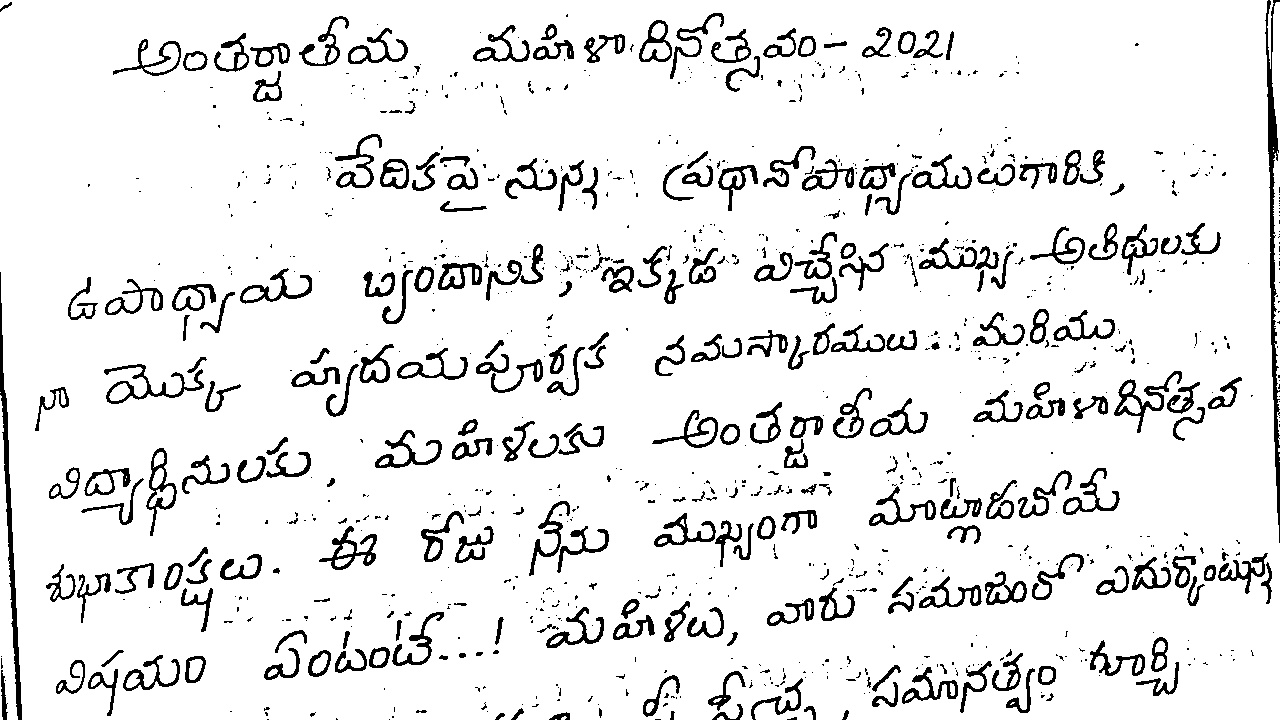 అంతర్జాతీయ మహిళా దినోత్సవం - 2021
వేదికపై నున్న ప్రధానోపాధ్యాయులుగారికి,
ఉపాధ్యాయ బృందానికి, ఇక్కడ విచ్చేసిన ముఖ్య అతిథులకు
నా యొక్క హృదయపూర్వక నమస్కారములు. మరియు
విద్యార్థినులకు, మహిళలకు అంతర్జాతీయ మహిళాదినోత్సవ
శుభాకాంక్షలు. ఈ రోజు నేను ముఖ్యంగా మాట్లాడబోయే
విషయం ఏంటంటే...! మహిళలు, వారు సమాజంలో ఎదుర్కొంటున్న
స్వేచ్ఛ, సమానత్వం గూర్చి